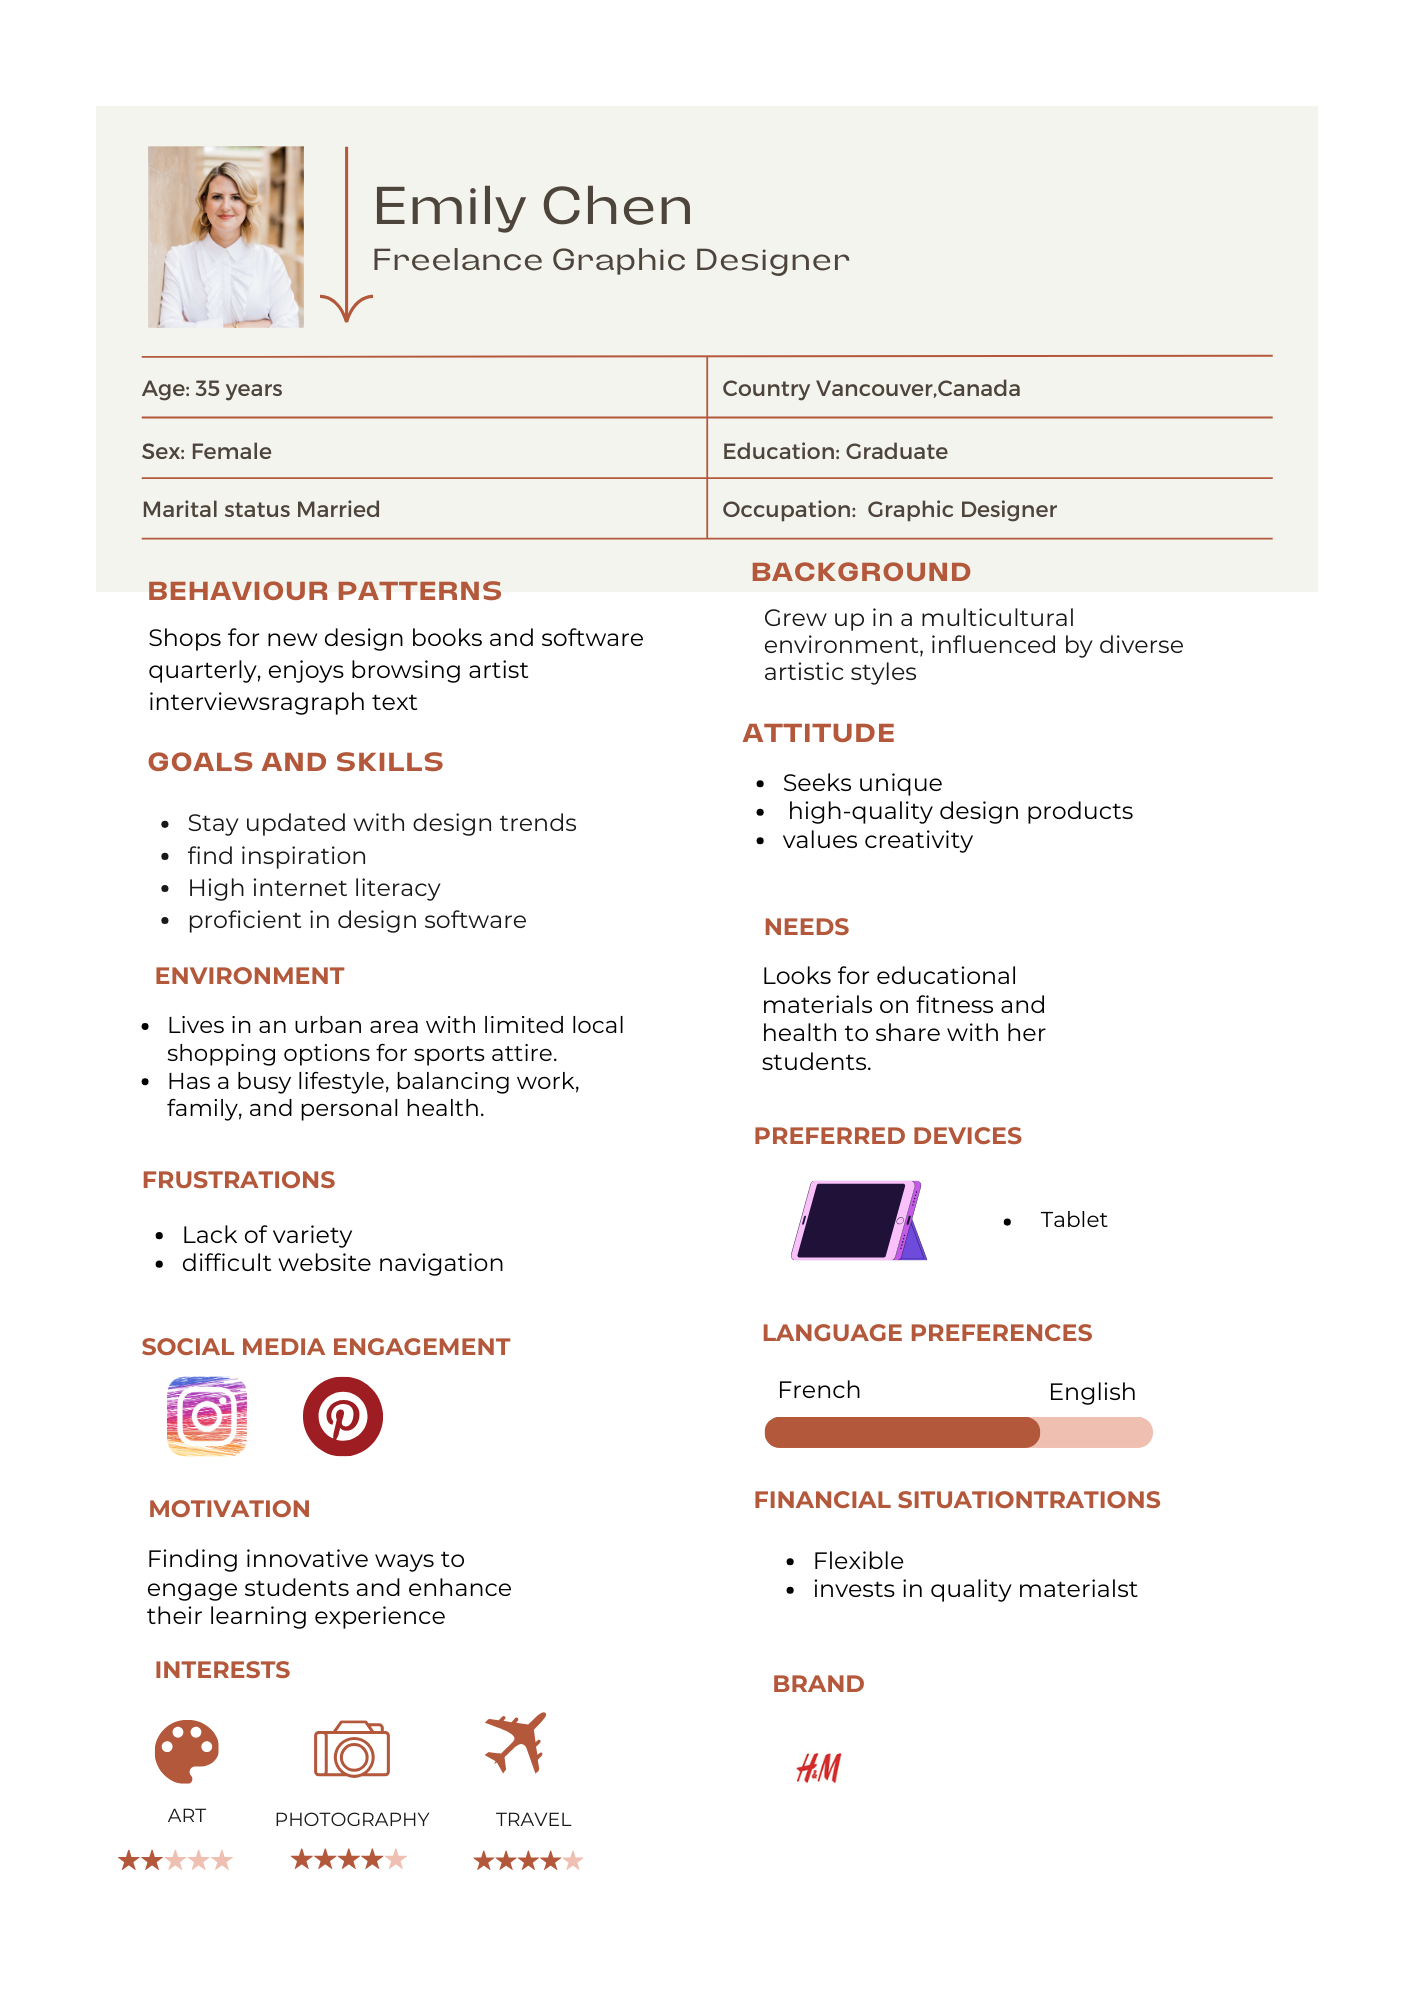 Emily Chen
Freelance Graphic Designer
Age: 35 years
Country Vancouver,Canada
Sex: Female
Education: Graduate
Marital status Married
Occupation:  Graphic Designer
BEHAVIOUR PATTERNS
Shops for new design books and software
quarterly, enjoys browsing artist
interviewsragraph text
GOALS AND SKILLS
• Stay updated with design trends
• find inspiration
• High internet literacy
• proficient in design software
ENVIRONMENT
• Lives in an urban area with limited local
shopping options for sports attire.
• Has a busy lifestyle, balancing work,
family, and personal health.
FRUSTRATIONS
• Lack of variety
• difficult website navigation
SOCIAL MEDIA ENGAGEMENT
MOTIVATION
Finding innovative ways to
engage students and enhance
their learning experience
INTERESTS
ART
PHOTOGRAPHY
TRAVEL
BACKGROUND
Grew up in a multicultural
environment, influenced by diverse
artistic styles
ATTITUDE
• Seeks unique
• high-quality design products
• values creativity
NEEDS
Looks for educational
materials on fitness and
health to share with her
students.
PREFERRED DEVICES
• Tablet
LANGUAGE PREFERENCES
French
English
FINANCIAL SITUATIONTRATIONS
• Flexible
• invests in quality materialst
BRAND
H&M